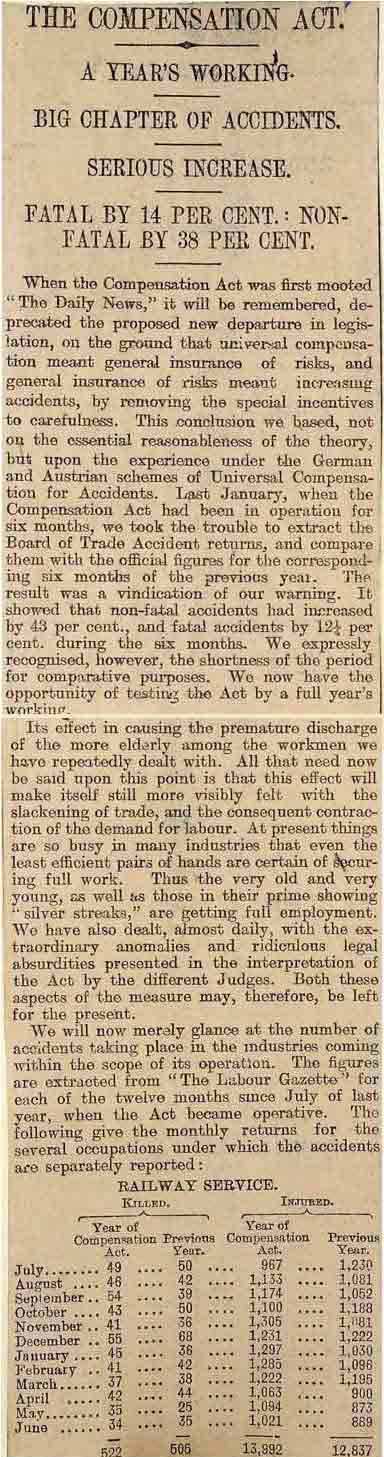 THE COMPENSATION ACT.
A YEAR'S WORKING.
BIG CHAPTER OF ACCIDENTS.
SERIOUS INCREASE.
FATAL BY 14 PER CENT.: NON-
FATAL BY 38 PER CENT.
When the Compensation Act was first mooted
"The Daily News," it will be remembered, de-
precated the proposed new departure in legis-
lation, on the ground that universal compensa-
tion meant general insurance of risks, and
general insurance of risks meant increasing
accidents, by removing the special incentives
to carefulness. This conclusion we based, not
on the essential reasonableness of the theory,
but upon the experience under the German
and Austrian schemes of Universal Compensa-
tion for Accidents. Last January, when the
Compensation Act had been in operation for
six months, we took the trouble to extract the
Board of Trade Accident returns, and compare
them with the official figures for the correspond-
ing six months of the previous year. The
result was a vindication of our warning. It
showed that non-fatal accidents had increased
by 43 per cent., and fatal accidents by 12½ per
cent. during the six months. We expressly
recognised, however, the shortness of the period
for comparative purposes. We now have the
opportunity of testing the Act by a full year's
working.
Its effect in causing the premature discharge
of the more elderly among the workmen we
have repeatedly dealt with. All that need now
be said upon this point is that this effect will
make itself still more visibly felt with the
slackening of trade, and the consequent contrac-
tion of the demand for labour. At present things
are so busy in many industries that even the
least efficient pairs of hands are certain of secur-
ing full work. Thus the very old and very
young, as well as those in their prime showing
"silver streaks," are getting full employment.
We have also dealt, almost daily, with the ex-
traordinary anomalies and ridiculous legal
absurdities presented in the interpretation of
the Act by the different Judges. Both these
aspects of the measure may, therefore, be left
for the present.
We will now merely glance at the number of
accidents taking place in the industries coming
within the scope of its operation. The figures
are extracted from "The Labour Gazette" for
each of the twelve months since July of last
year, when the Act became operative. The
following give the monthly returns for the
several occupations under which the accidents
are separately reported:
RAILWAY SERVICE.
KILLED. INJURED.
Year of Year of
Compensation Previous Compensation Previous
Act. Year. Act. Year.
July........ 49 .... 50 .... 967 .... 1,230
August .... 46 .... 42 .... 1,133 .... 1,081
September .. 54 .... 39 .... 1,174 .... 1,052
October .... 43 .... 50 .... 1,100 .... 1,188
November .. 41 .... 36 .... 1,305 .... 1,081
December .. 55 .... 68 .... 1,231 .... 1,222
January .... 45 .... 36 .... 1,297 .... 1,030
February .. 41 .... 42 .... 1,285 .... 1,096
March...... 37 .... 38 .... 1,222 .... 1,195
April .... 42 .... 44 .... 1,063 .... 900
May........ 35 .... 25 .... 1,094 .... 873
June ...... 34 .... 35 .... 1,021 .... 889
522 505 13,892 12,837